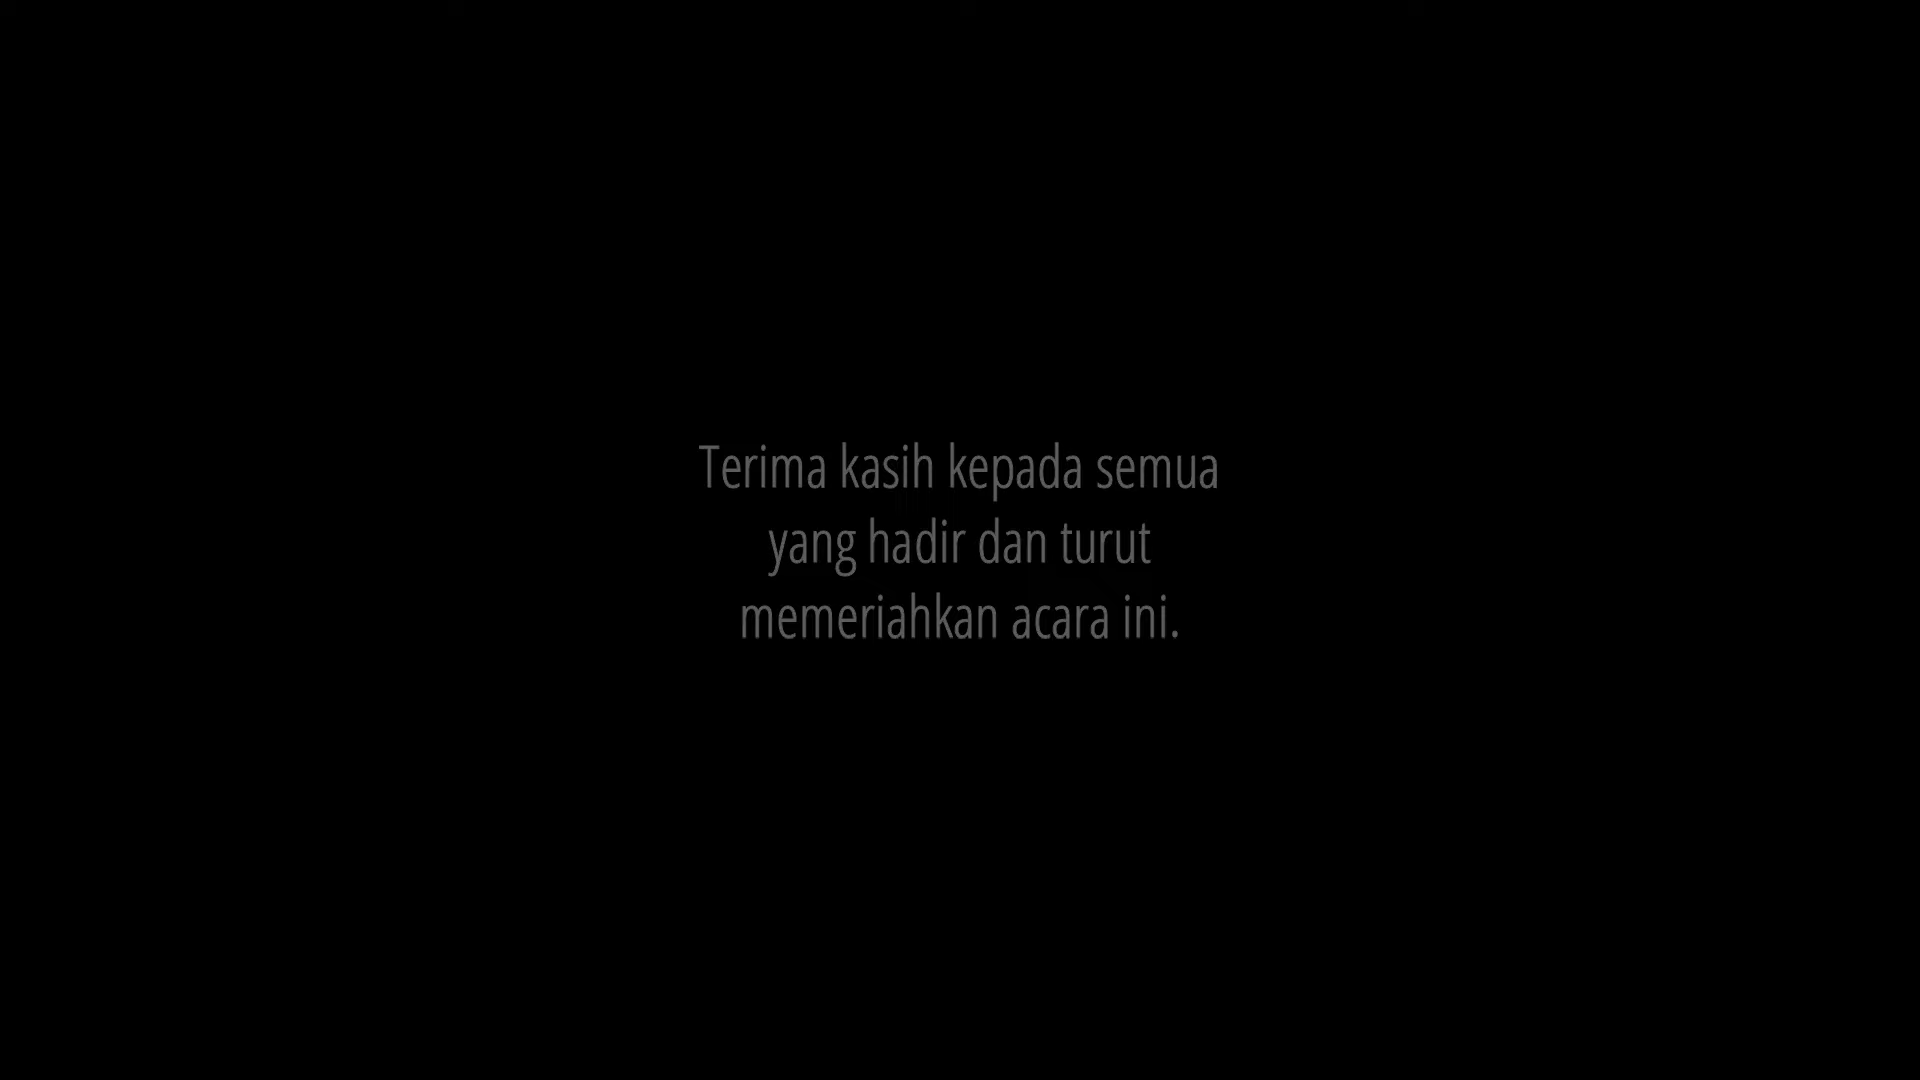 Terima kasih kepada semua
yang hadir dan turut
memeriahkan acara ini.